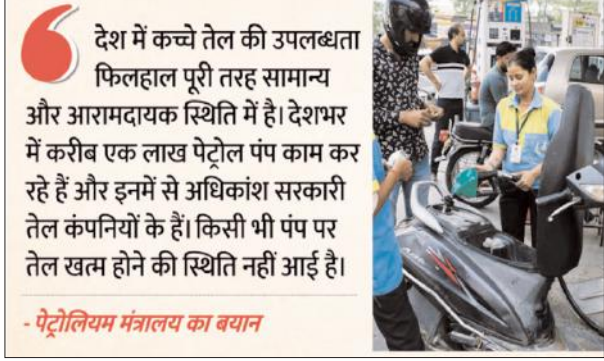 देश में कच्चे तेल की उपलब्धता
फिलहाल पूरी तरह सामान्य
और आरामदायक स्थिति में है। देशभर
में करीब एक लाख पेट्रोल पंप काम कर
रहे हैं और इनमें से अधिकांश सरकारी
तेल कंपनियों के हैं। किसी भी पंप पर
तेल खत्म होने की स्थिति नहीं आई है।
- पेट्रोलियम मंत्रालय का बयान